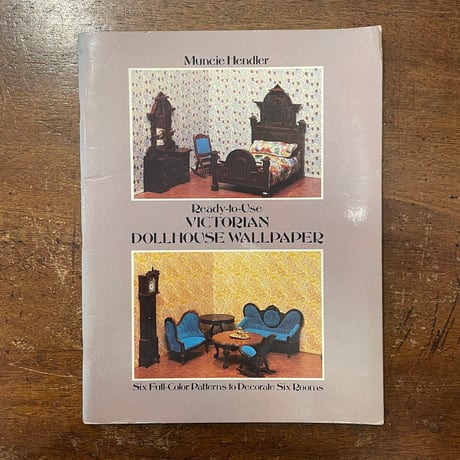 Muncie Hendler
Ready-to-Use
VICTORIAN
DOLLHOUSE WALLPAPER
Six Full-Color Patterns to Decorate Six Rooms